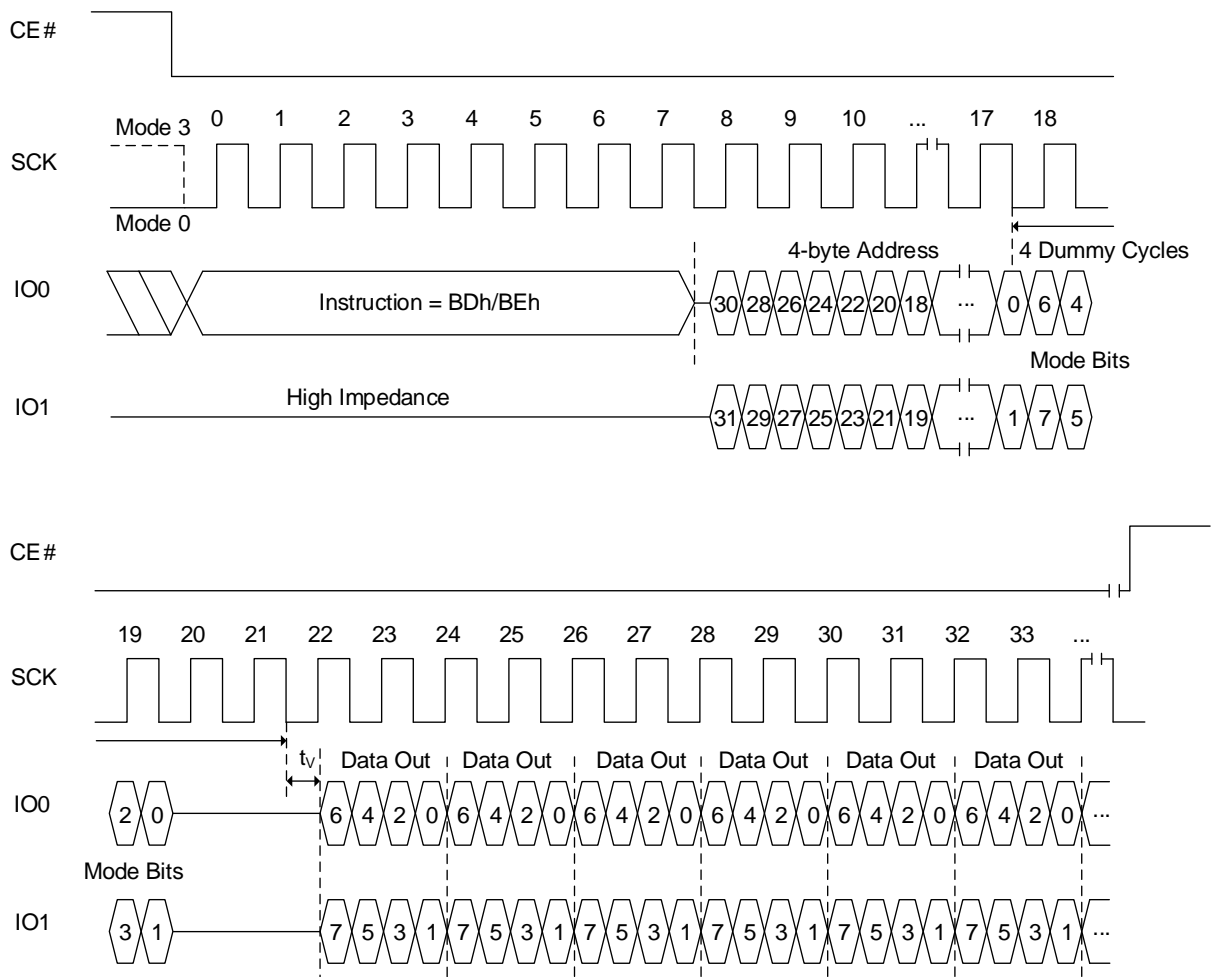 CE#
Mode 3 0 1 2 3 4 5 6 7 8 9 10 ... 17 18
SCK
Mode 0
4-byte Address 4 Dummy Cycles
IO0 Instruction = BDh/BEh 30 28 26 24 22 20 18 ... 0 6 4
Mode Bits
IO1 High Impedance 31 29 27 25 23 21 19 ... 1 7 5
CE#
19 20 21 22 23 24 25 26 27 28 29 30 31 32 33 ...
SCK
tV Data Out Data Out Data Out Data Out Data Out Data Out
IO0 2 0 6 4 2 0 6 4 2 0 6 4 2 0 6 4 2 0 6 4 2 0 6 4 2 0 ...
Mode Bits
IO1 3 1 7 5 3 1 7 5 3 1 7 5 3 1 7 5 3 1 7 5 3 1 7 5 3 1 ...